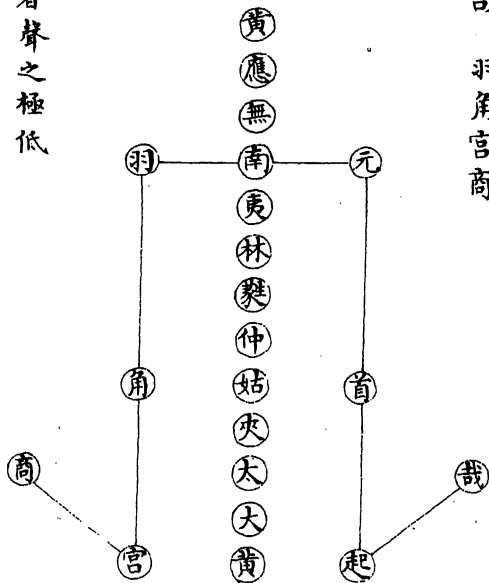 羽角宮商
哉
元首起
黃應無南夷林蕤仲姑夾太大黃
羽角宮
商
聲之極低